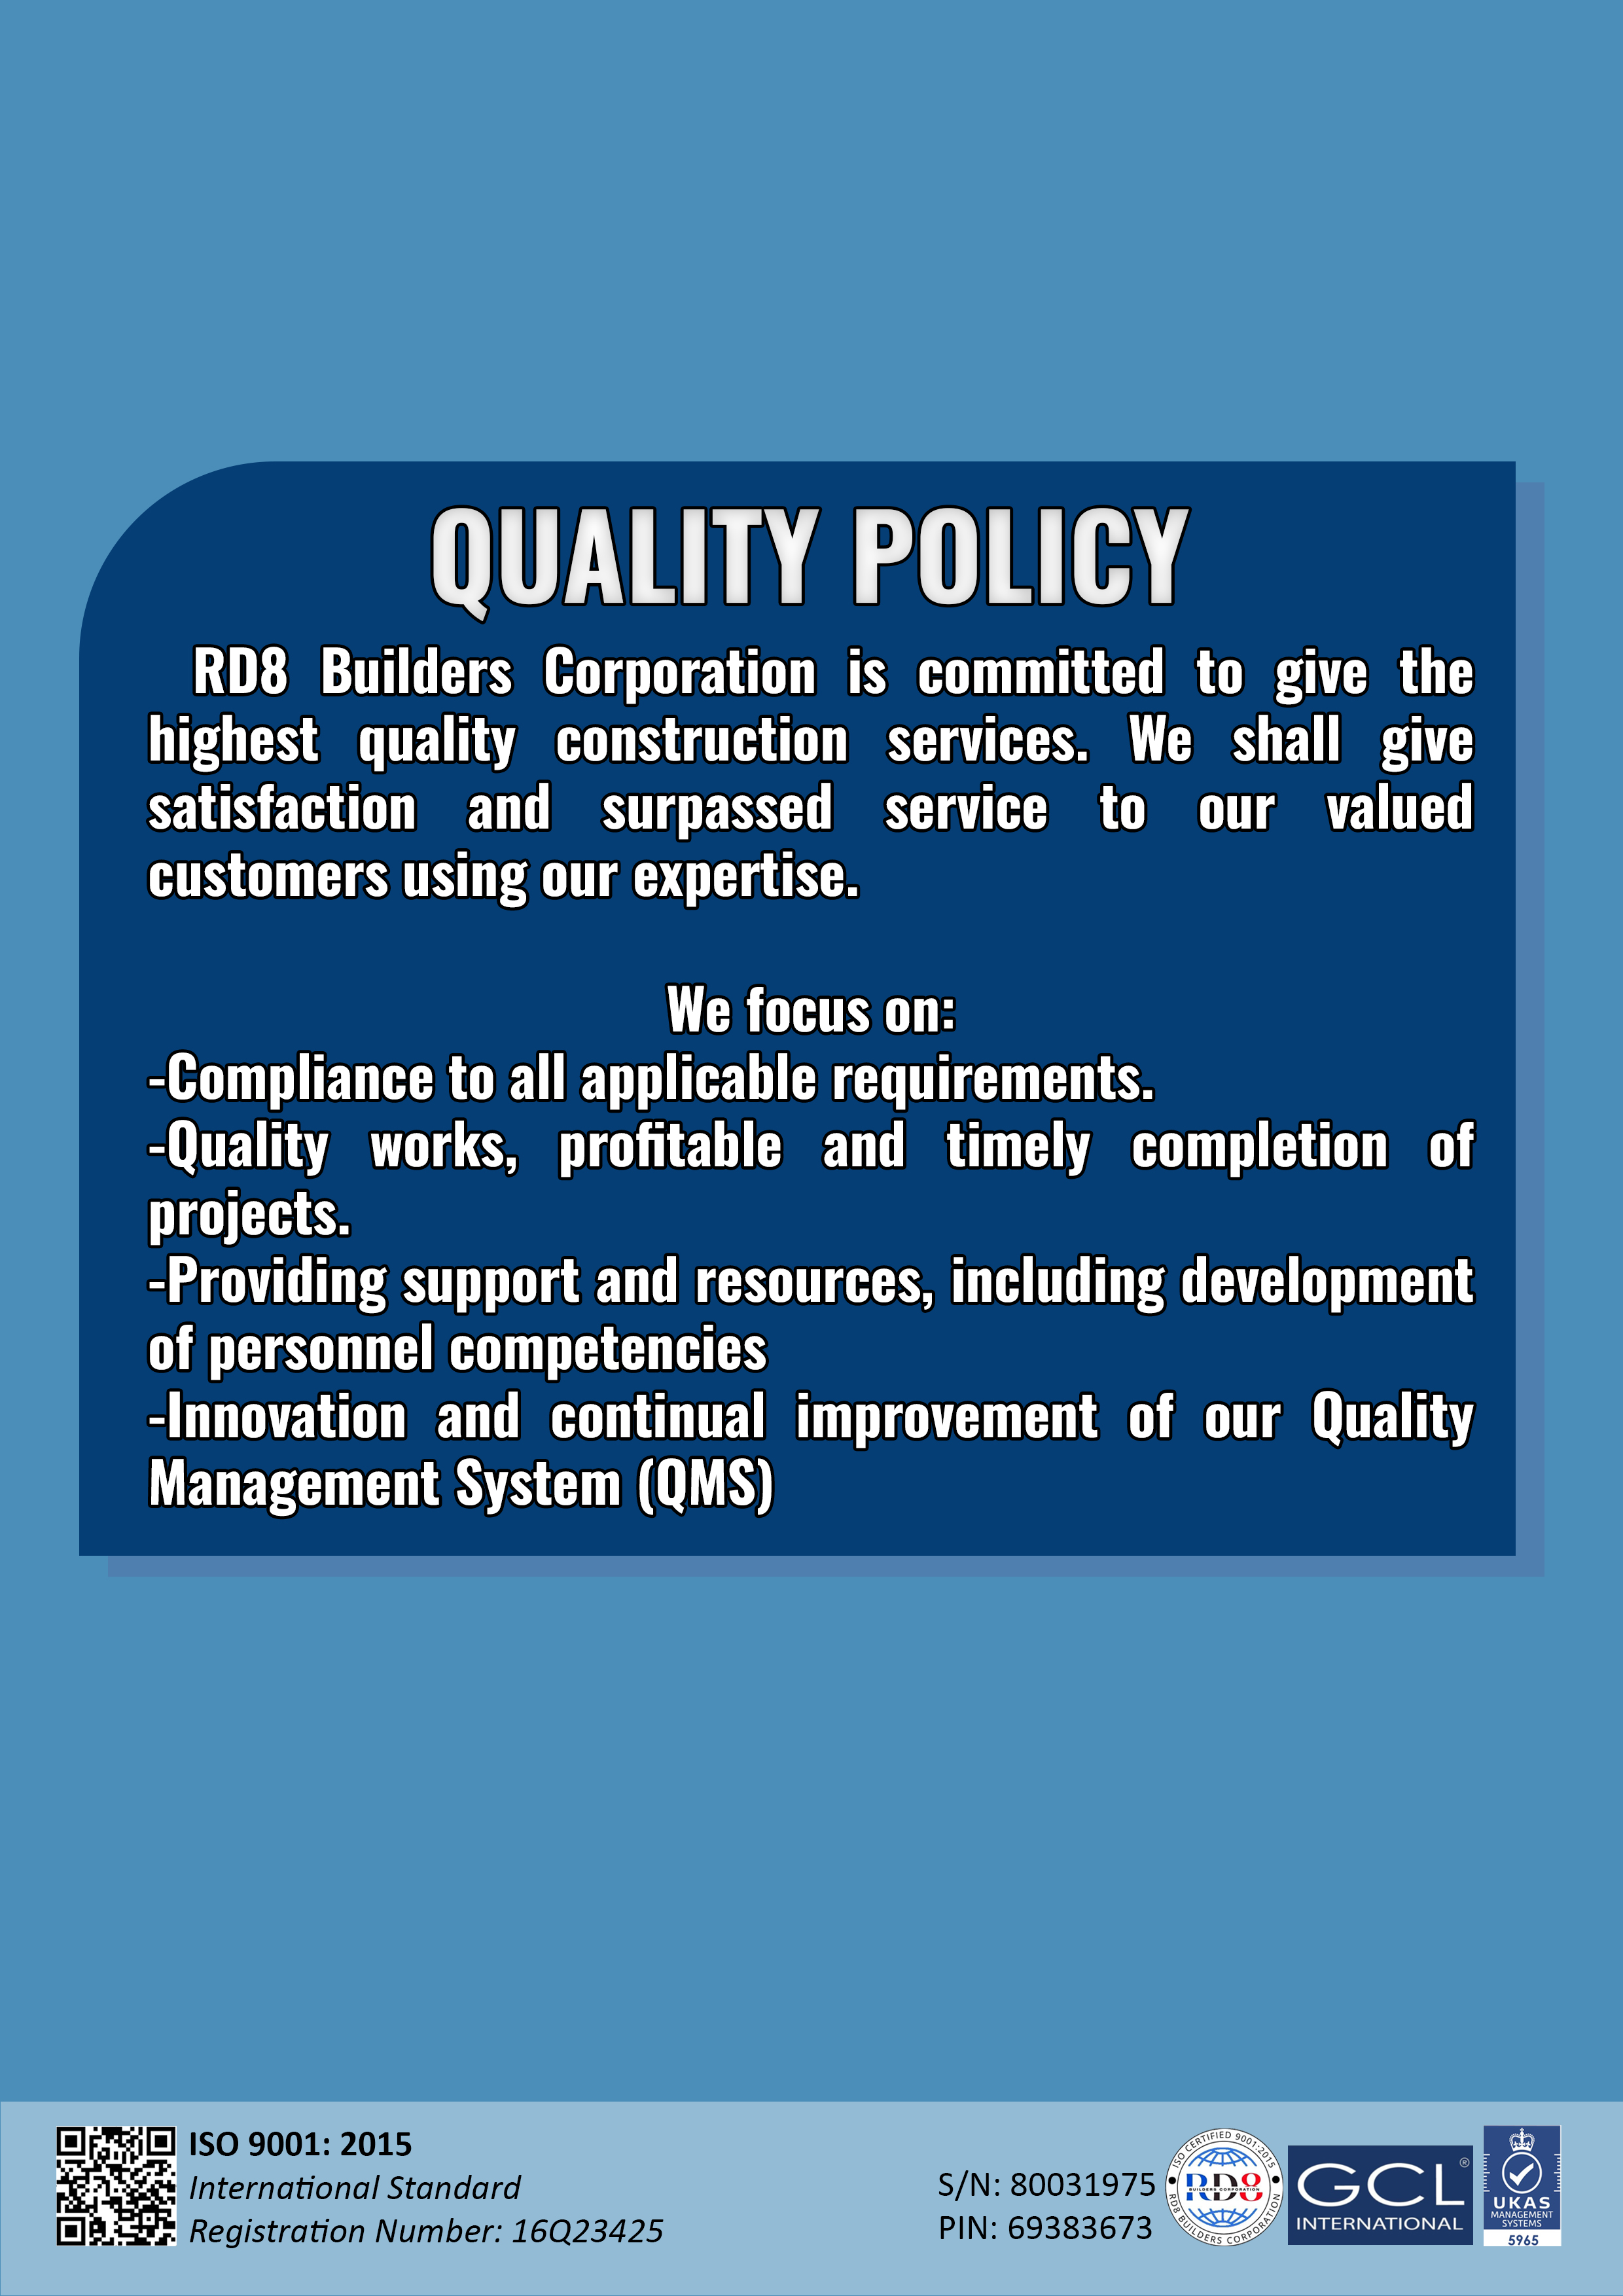 QUALITY POLICY
RD8 Builders Corporation is committed to give the
highest quality construction services. We shall give
satisfaction and surpassed service to our valued
customers using our expertise.
We focus on:
-Compliance to all applicable requirements.
-Quality works, profitable and timely completion of
projects.
-Providing support and resources, including development
of personnel competencies
-Innovation and continual improvement of our Quality
Management System (QMS)
ISO 9001: 2015
International Standard
Registration Number: 16Q23425
S/N: 80031975
PIN: 69383673
ISO CERTIFIED 9001:2015
RD8
BUILDERS CORPORATION
RD8 BUILDERS CORPORATION
GCL®
INTERNATIONAL
UKAS
MANAGEMENT
SYSTEMS
5965